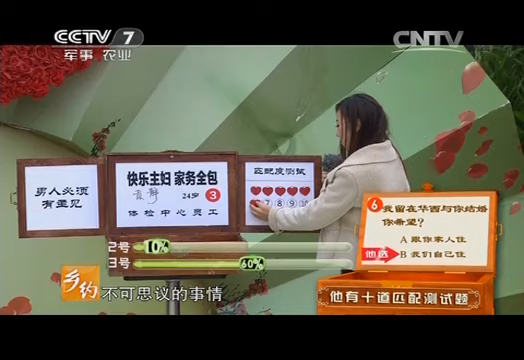 CCTV 7
军事·农业
CNTV
男人必须
有主见
快乐主妇 家务全包
24岁
3
体检中心员工
匹配度测试
7 8 9 10
6 我留在华西与你结婚
你希望?
A 跟你家人住
他选 B 我们自己住
2号 10%
3号 60%
乡约 不可思议的事情
他有十道匹配测试题